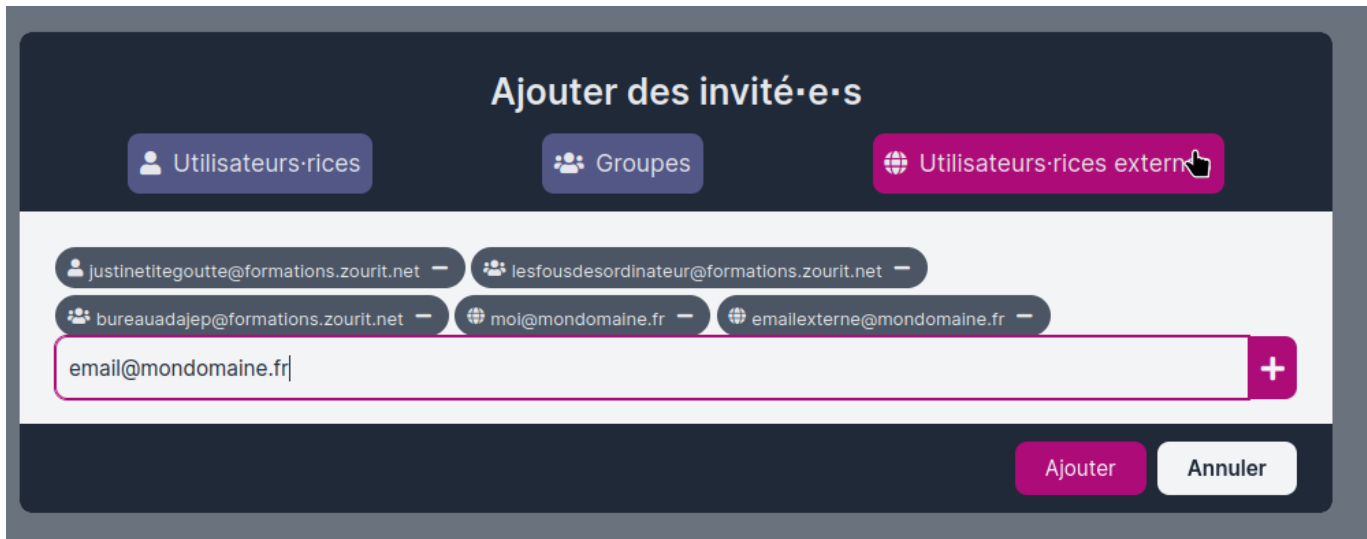 Ajouter des invité·e·s
Utilisateurs·rices Groupes Utilisateurs·rices extern
justinetitegoutte@formations.zourit.net lesfousdesordinateur@formations.zourit.net
bureauadajep@formations.zourit.net moi@mondomaine.fr emailexterne@mondomaine.fr
email@mondomaine.fr
Ajouter Annuler